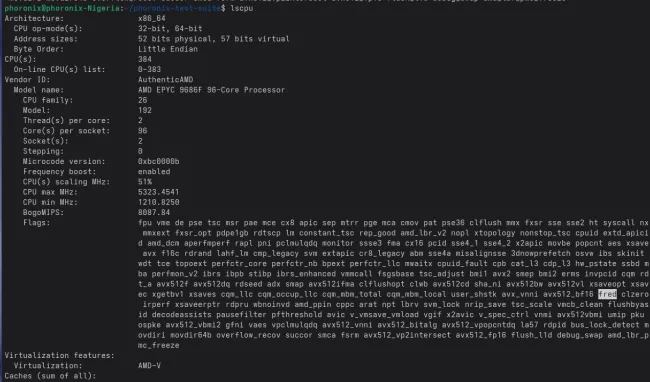 phoronix@phoronix-Nigeria:~/phoronix-test-suite$ lscpu
Architecture: x86_64
CPU op-mode(s): 32-bit, 64-bit
Address sizes: 52 bits physical, 57 bits virtual
Byte Order: Little Endian
CPU(s): 384
On-line CPU(s) list: 0-383
Vendor ID: AuthenticAMD
Model name: AMD EPYC 9686F 96-Core Processor
CPU family: 26
Model: 192
Thread(s) per core: 2
Core(s) per socket: 96
Socket(s): 2
Stepping: 0
Microcode version: 0xbc0000b
Frequency boost: enabled
CPU(s) scaling MHz: 51%
CPU max MHz: 5323.4541
CPU min MHz: 1210.8250
BogoMIPS: 8087.84
Flags: fpu vme de pse tsc msr pae mce cx8 apic sep mtrr pge mca cmov pat pse36 clflush mmx fxsr sse sse2 ht syscall nx
mmxext fxsr_opt pdpe1gb rdtscp lm constant_tsc rep_good amd_lbr_v2 nopl xtopology nonstop_tsc cpuid extd_apici
d amd_dcm aperfmperf rapl pni pclmulqdq monitor ssse3 fma cx16 pcid sse4_1 sse4_2 x2apic movbe popcnt aes xsave
avx f16c rdrand lahf_lm cmp_legacy svm extapic cr8_legacy abm sse4a misalignsse 3dnowprefetch osvw ibs skinit
wdt tce topoext perfctr_core perfctr_nb bpext perfctr_llc mwaitx cpuid_fault cpb cat_l3 cdp_l3 hw_pstate ssbd m
ba perfmon_v2 ibrs ibpb stibp ibrs_enhanced vmmcall fsgsbase tsc_adjust bmi1 avx2 smep bmi2 erms invpcid cqm rd
t_a avx512f avx512dq rdseed adx smap avx512ifma clflushopt clwb avx512cd sha_ni avx512bw avx512vl xsaveopt xsav
ec xgetbv1 xsaves cqm_llc cqm_occup_llc cqm_mbm_total cqm_mbm_local user_shstk avx_vnni avx512_bf16 fred clzero
irperf xsaveerptr rdpru wbnoinvd amd_ppin cppc arat npt lbrv svm_lock nrip_save tsc_scale vmcb_clean flushbyas
id decodeassists pausefilter pfthreshold avic v_vmsave_vmload vgif x2avic v_spec_ctrl vnmi avx512vbmi umip pku
ospke avx512_vbmi2 gfni vaes vpclmulqdq avx512_vnni avx512_bitalg avx512_vpopcntdq la57 rdpid bus_lock_detect m
ovdiri movdir64b overflow_recov succor smca fsrm avx512_vp2intersect avx512_fp16 flush_l1d debug_swap amd_lbr_p
mc_freeze
Virtualization features:
Virtualization: AMD-V
Caches (sum of all):